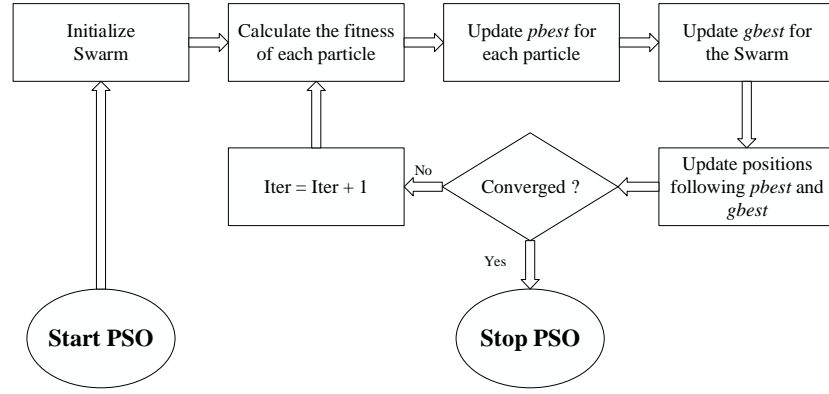 Initialize
Swarm
Calculate the fitness
of each particle
Update pbest for
each particle
Update gbest for
the Swarm
Iter = Iter + 1
No
Converged ?
Update positions
following pbest and
gbest
Yes
Start PSO
Stop PSO